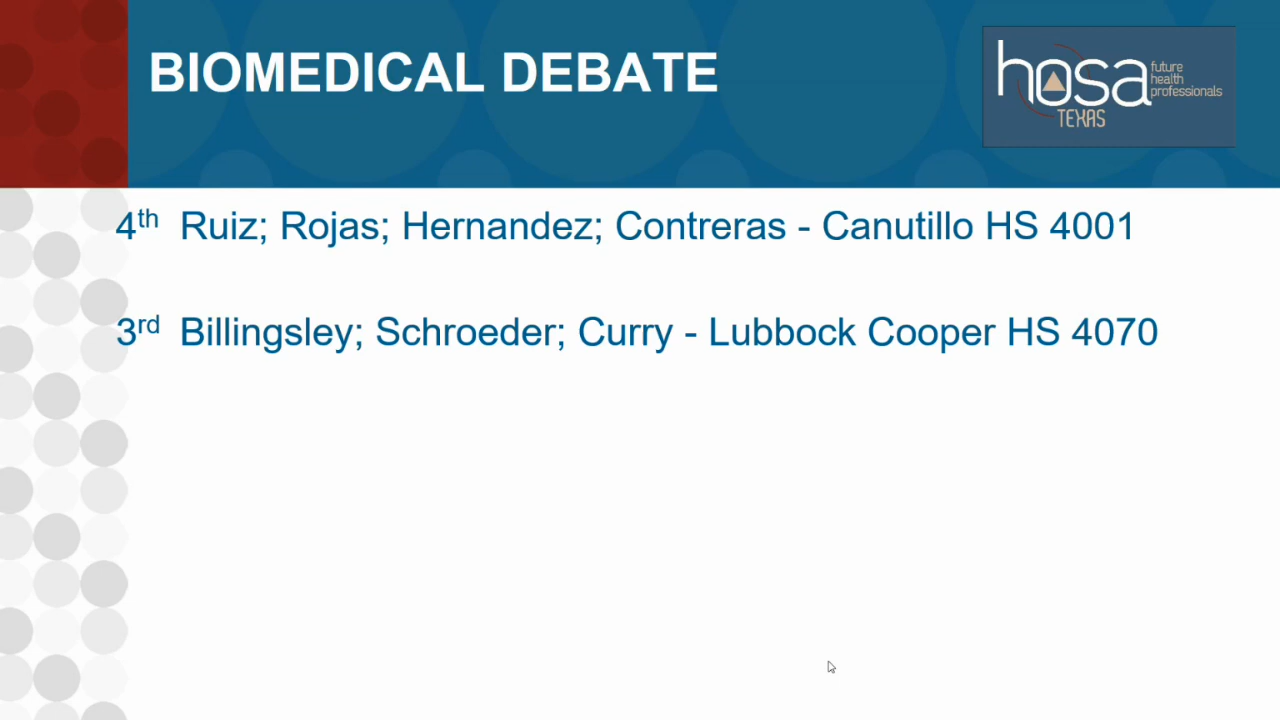 BIOMEDICAL DEBATE
hosa
future
health
professionals
TEXAS
4th Ruiz; Rojas; Hernandez; Contreras - Canutillo HS 4001
3rd Billingsley; Schroeder; Curry - Lubbock Cooper HS 4070